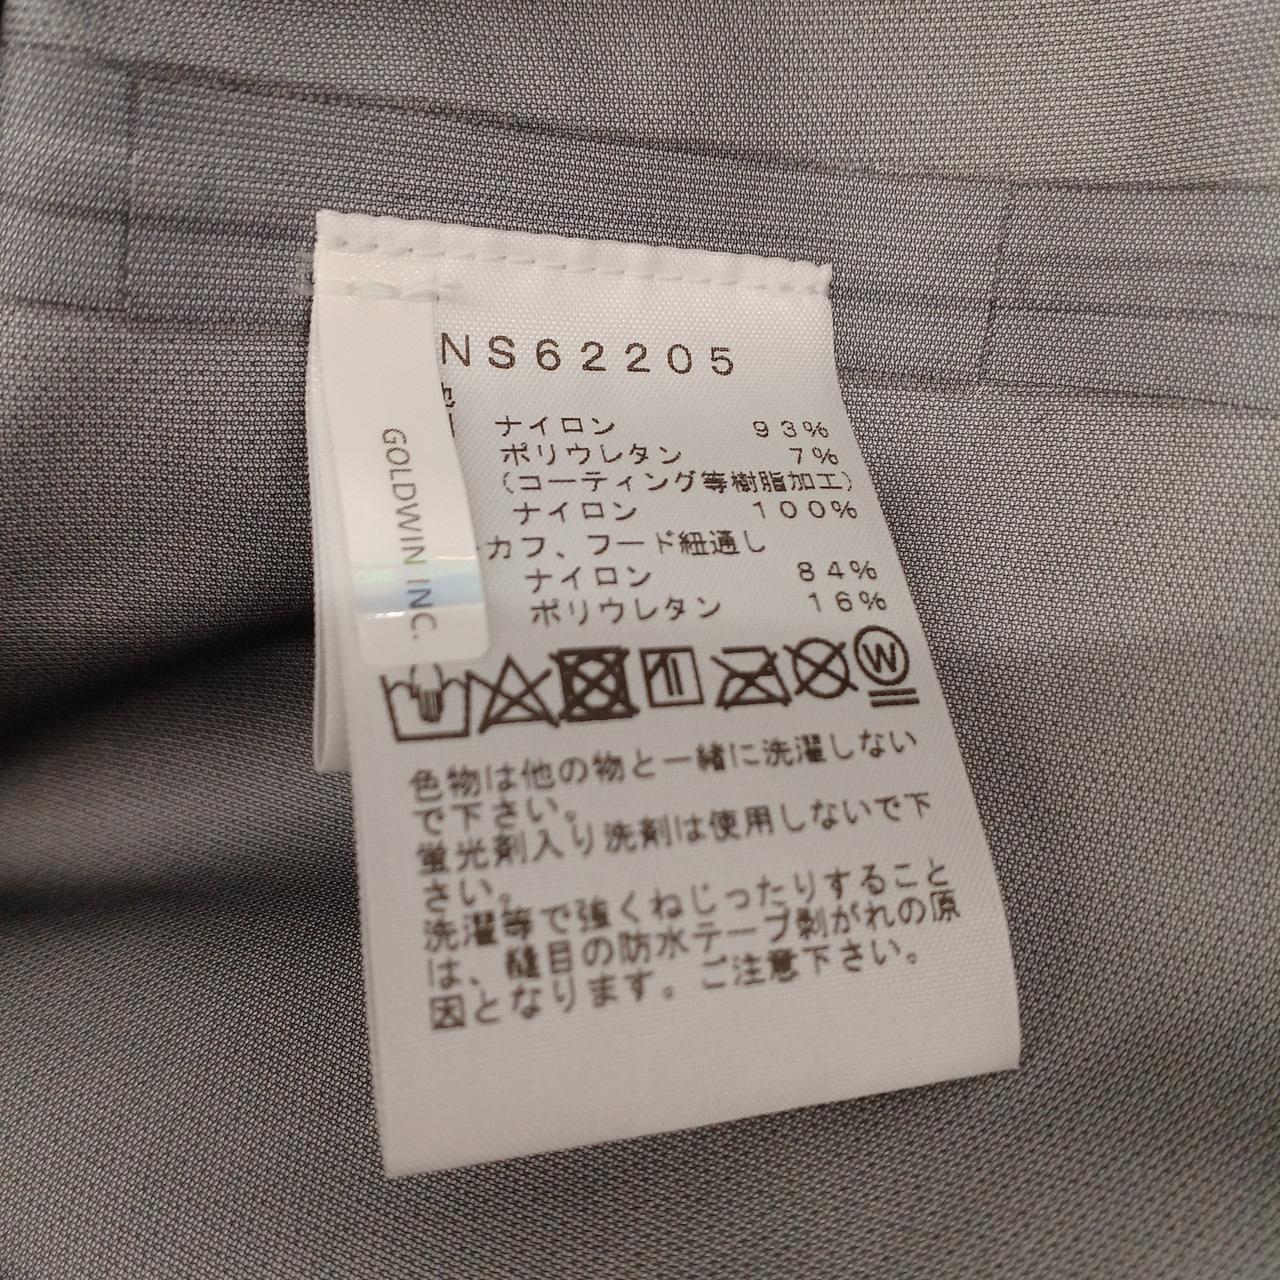 NS62205
ナイロン 93%
ポリウレタン 7%
(コーティング等樹脂加工)
ナイロン 100%
カフ、フード紐通し
ナイロン 84%
ポリウレタン 16%
GOLDWIN INC.
W
色物は他の物と一緒に洗濯しない
で下さい。
蛍光剤入り洗剤は使用しないで下
さい。
洗濯等で強くねじったりすること
は、縫目の防水テープ剥がれの原
因となります。ご注意下さい。